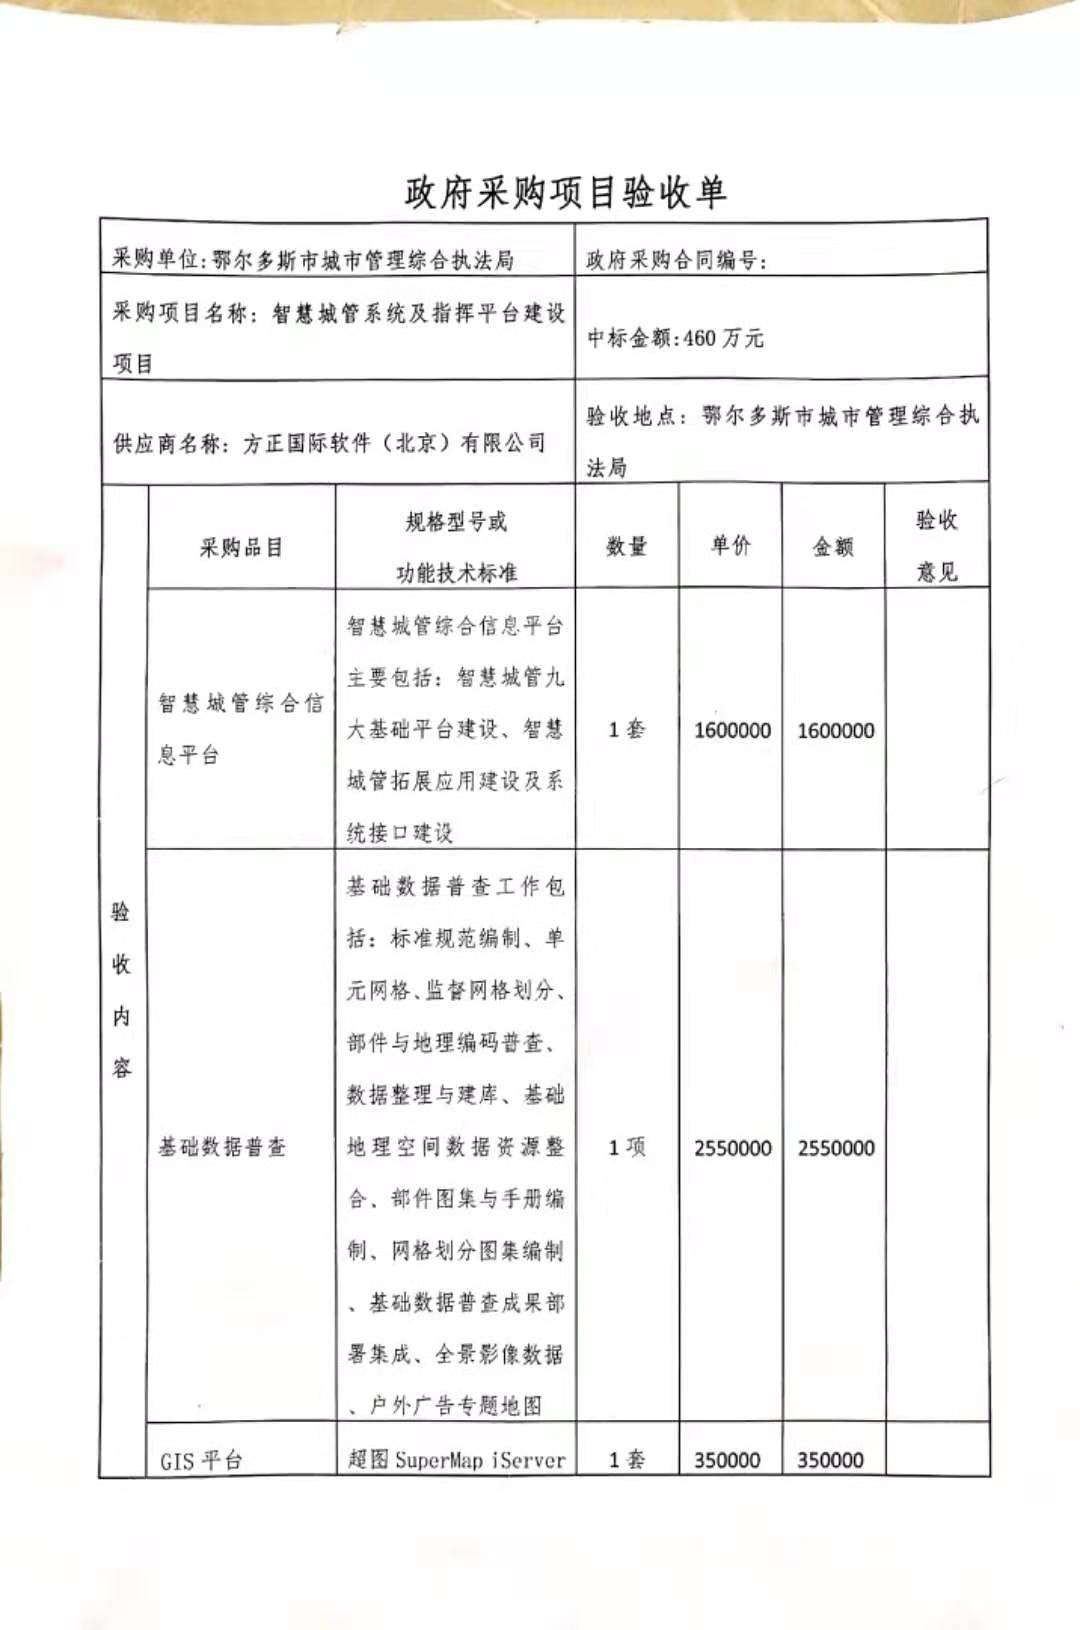 政府采购项目验收单
采购单位:鄂尔多斯市城市管理综合执法局
政府采购合同编号:
采购项目名称：智慧城管系统及指挥平台建设
项目
中标金额:460万元
供应商名称：方正国际软件（北京）有限公司
验收地点：鄂尔多斯市城市管理综合执
法局
验收内容
采购品目
规格型号或
功能技术标准
数量
单价
金额
验收
意见
智慧城管综合信
息平台
智慧城管综合信息平台
主要包括：智慧城管九
大基础平台建设、智慧
城管拓展应用建设及系
统接口建设
1套
1600000
1600000
基础数据普查
基础数据普查工作包
括：标准规范编制、单
元网格、监督网格划分、
部件与地理编码普查、
数据整理与建库、基础
地理空间数据资源整
合、部件图集与手册编
制、网格划分图集编制
、基础数据普查成果部
署集成、全景影像数据
、户外广告专题地图
1项
2550000
2550000
GIS平台
超图SuperMap iServer
1套
350000
350000